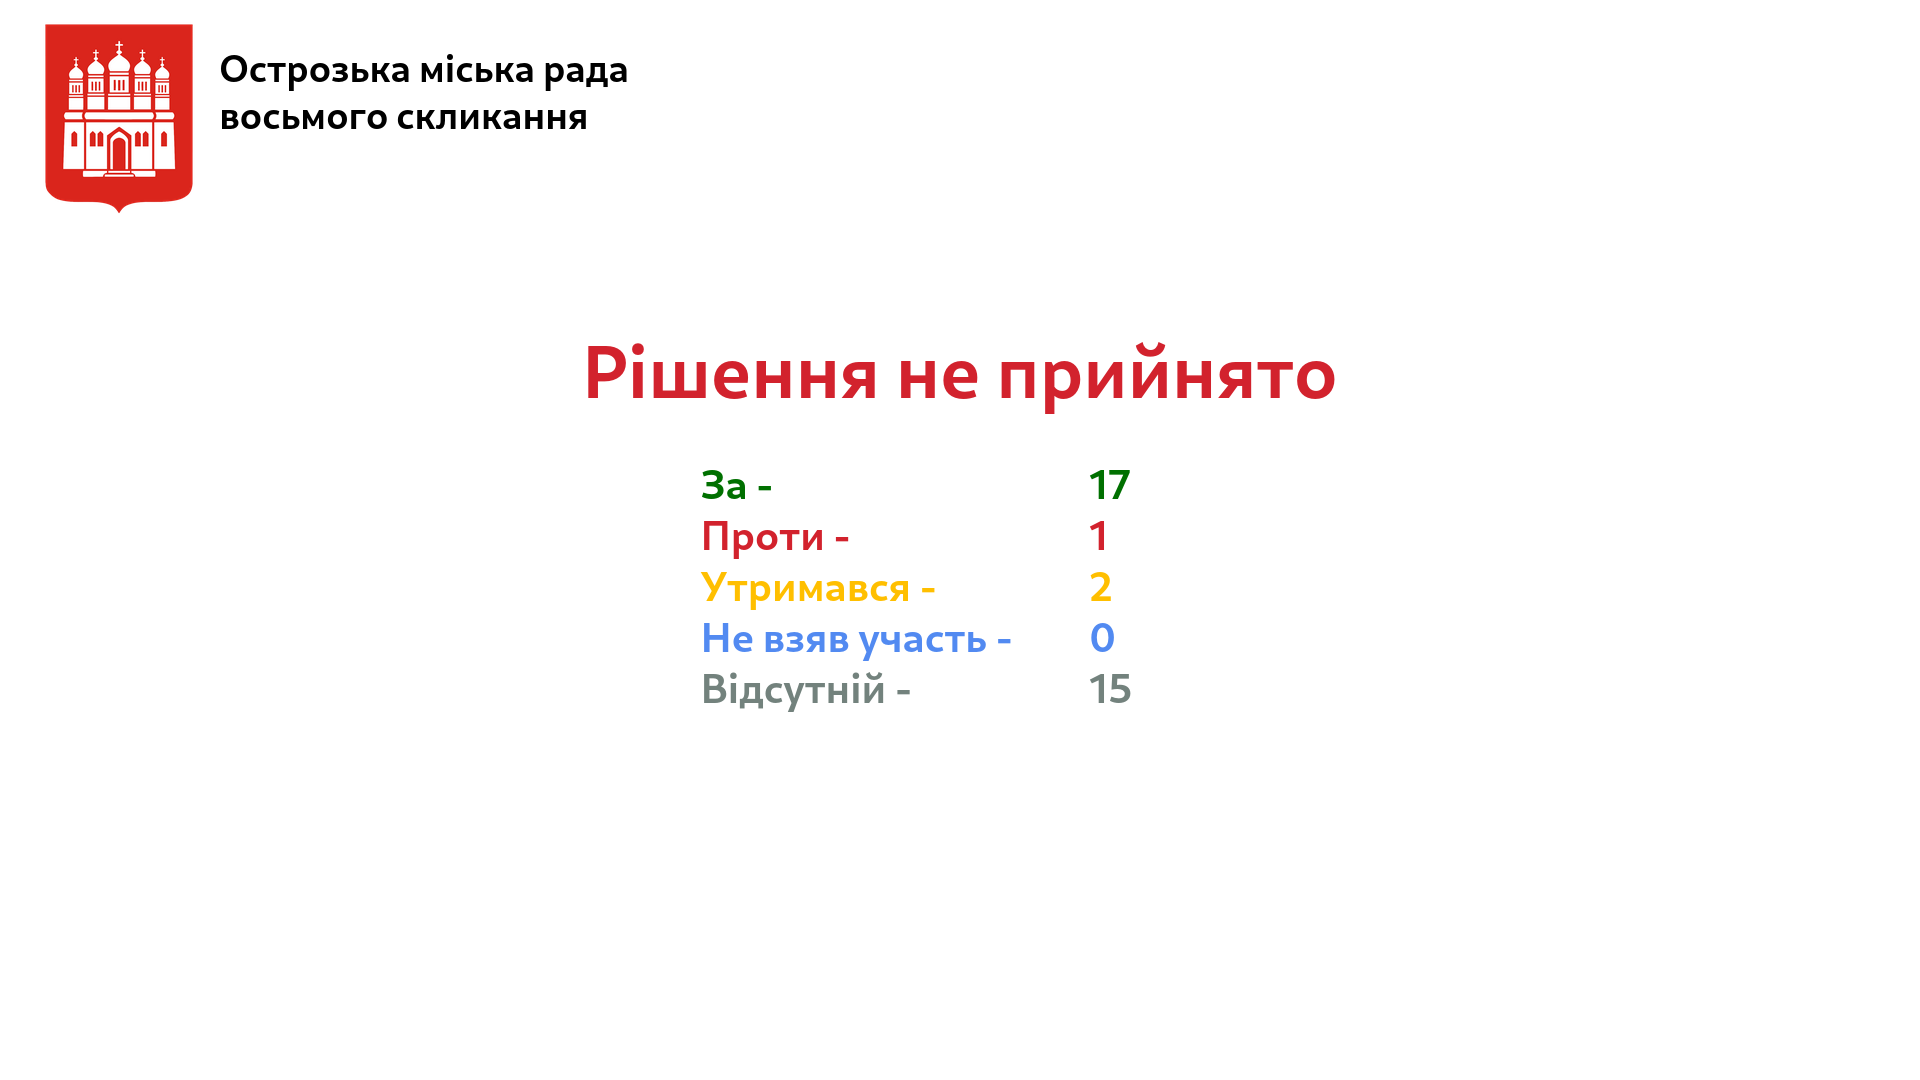 Острозька міська рада
восьмого скликання
Рішення не прийнято
За - 17
Проти - 1
Утримався - 2
Не взяв участь - 0
Відсутній - 15